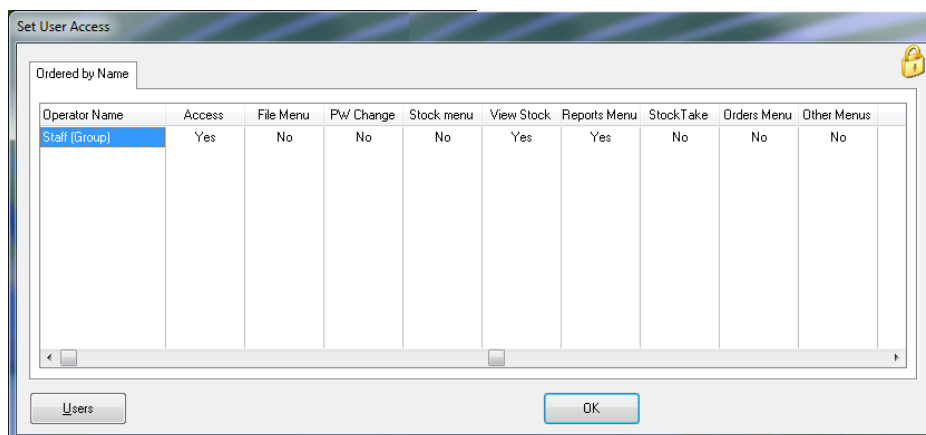 Set User Access
Ordered by Name
Operator Name Access File Menu PW Change Stock menu View Stock Reports Menu StockTake Orders Menu Other Menus
Staff (Group) Yes No No No Yes Yes No No No
Users OK